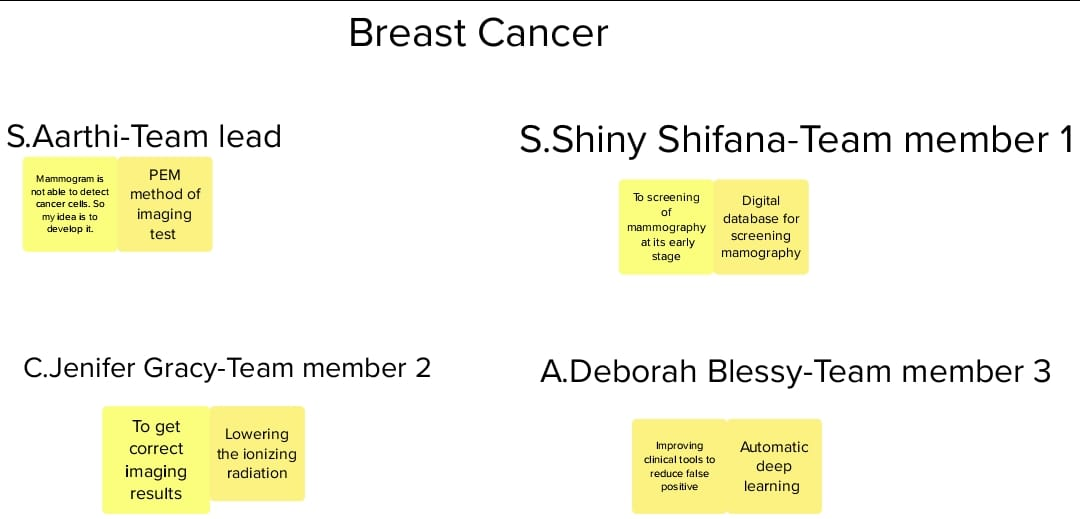 Breast Cancer
S.Aarthi-Team lead
Mammogram is
not able to detect
cancer cells. So
my idea is to
develop it.
PEM
method of
imaging
test
S.Shiny Shifana-Team member 1
To screening
of
mammography
at its early
stage
Digital
database for
screening
mamography
C.Jenifer Gracy-Team member 2
To get
correct
imaging
results
Lowering
the ionizing
radiation
A.Deborah Blessy-Team member 3
Improving
clinical tools to
reduce false
positive
Automatic
deep
learning